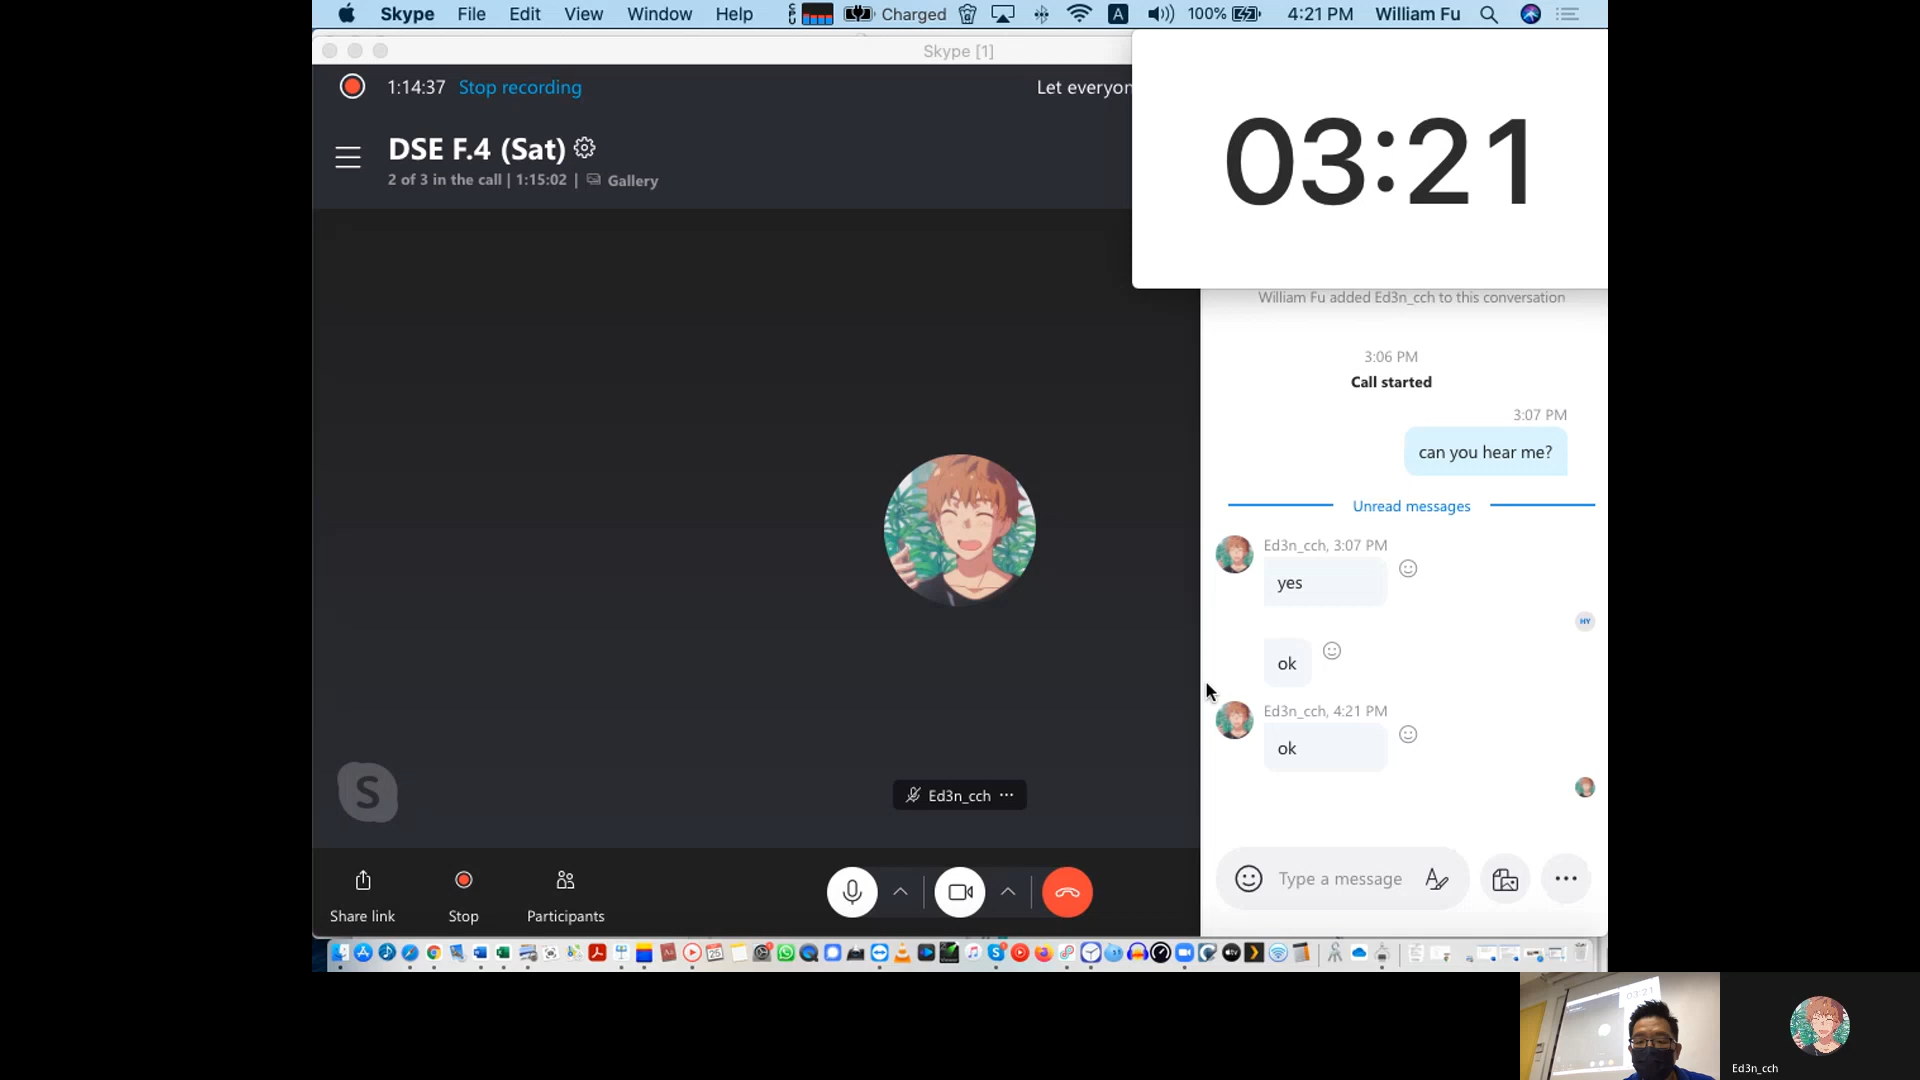 Skype File Edit View Window Help Charged A 100% 4:21 PM William Fu
Skype [1]
1:14:37 Stop recording
Let everyon
03:21
DSE F.4 (Sat)
2 of 3 in the call | 1:15:02 | Gallery
William Fu added Ed3n_cch to this conversation
3:06 PM
Call started
3:07 PM
can you hear me?
Unread messages
Ed3n_cch, 3:07 PM
yes
HY
ok
Ed3n_cch, 4:21 PM
ok
S
Ed3n_cch
Type a message
Share link
Stop
Participants
03:21
Ed3n_cch